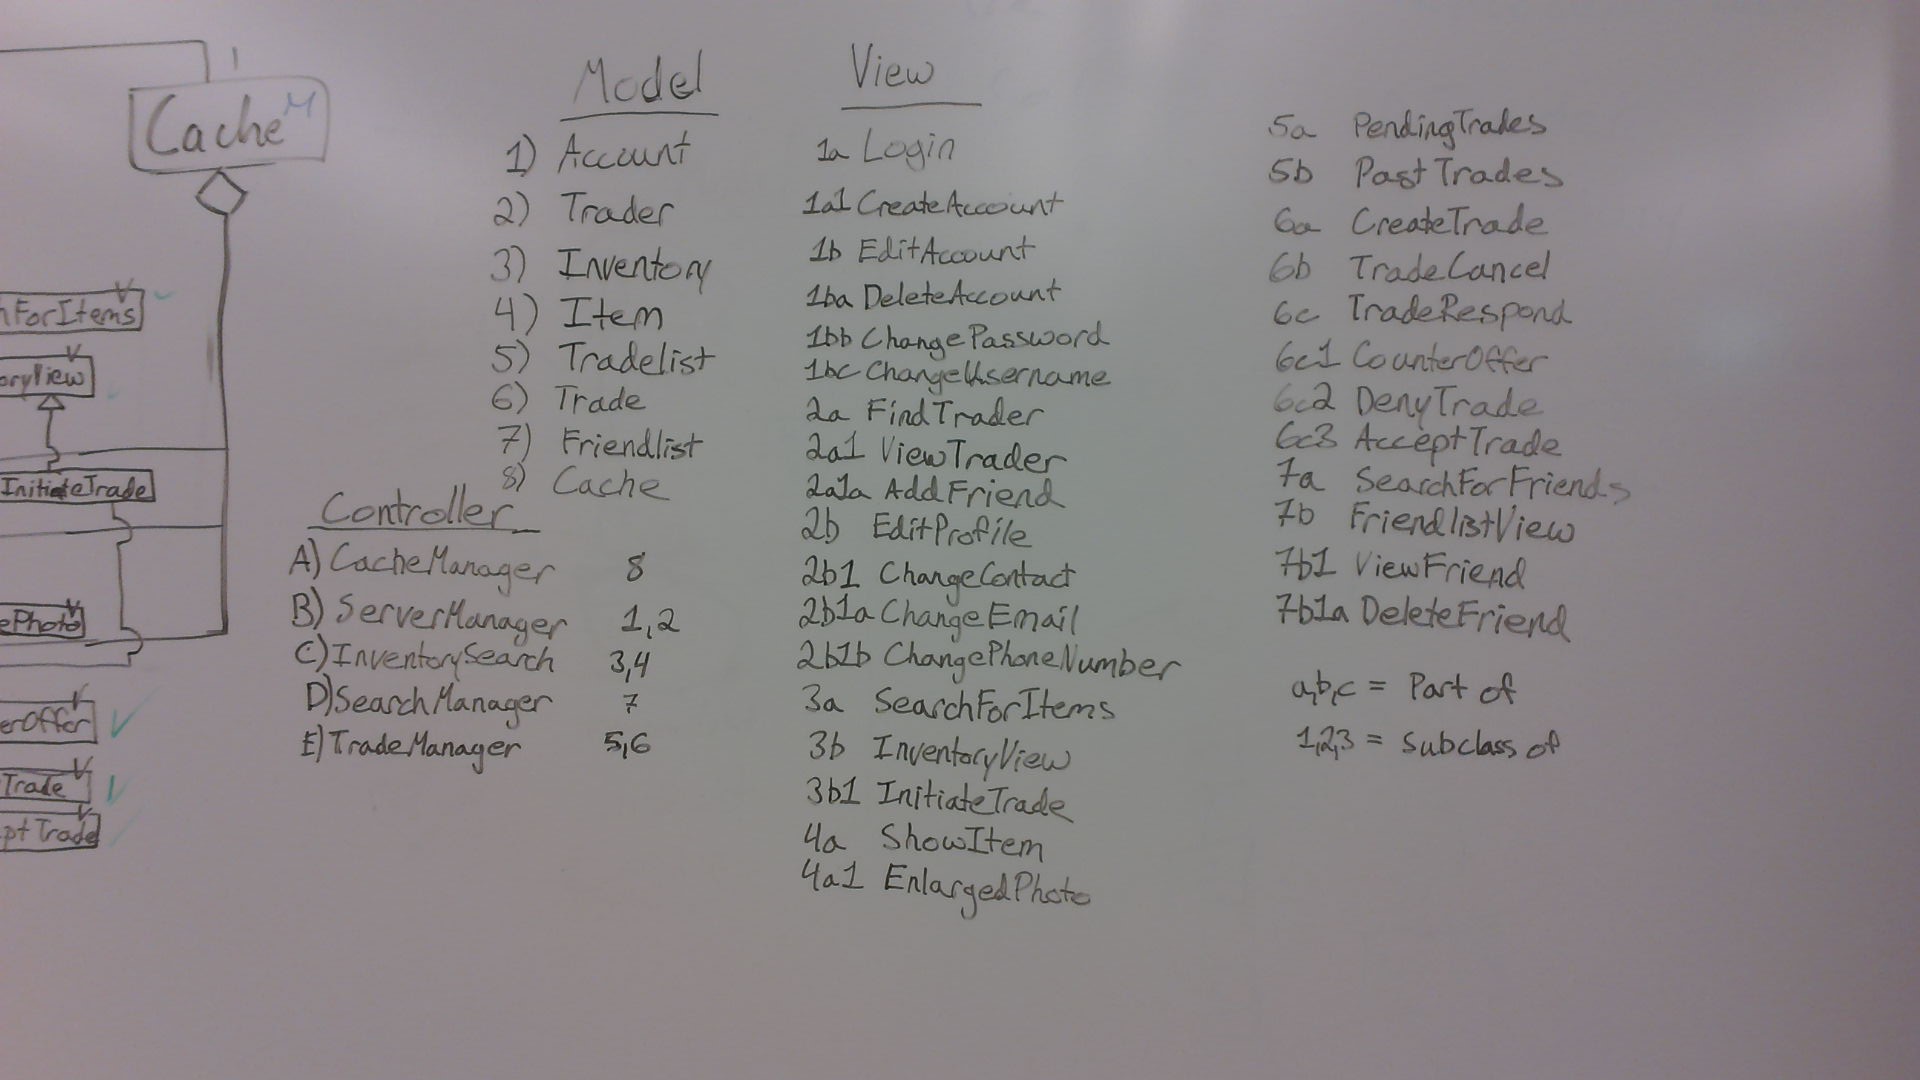 Cache M
1
nForItems V
oryView V
InitiateTrade
ePhoto V
erOffer V
Trade V
ptTrade V
Model
1) Account
2) Trader
3) Inventory
4) Item
5) Tradelist
6) Trade
7) Friendlist
8) Cache
Controller
A) CacheManager 8
B) ServerManager 1,2
C) InventorySearch 3,4
D) SearchManager 7
E) TradeManager 5,6
View
1a Login
1a1 CreateAccount
1b EditAccount
1ba DeleteAccount
1bb ChangePassword
1bc ChangeUsername
2a FindTrader
2a1 ViewTrader
2a1a AddFriend
2b EditProfile
2b1 ChangeContact
2b1a ChangeEmail
2b1b ChangePhoneNumber
3a SearchForItems
3b InventoryView
3b1 InitiateTrade
4a ShowItem
4a1 EnlargedPhoto
5a PendingTrades
5b PastTrades
6a CreateTrade
6b TradeCancel
6c TradeRespond
6c1 CounterOffer
6c2 DenyTrade
6c3 AcceptTrade
7a SearchForFriends
7b FriendlistView
7b1 ViewFriend
7b1a DeleteFriend
a,b,c = Part of
1,2,3 = subclass of